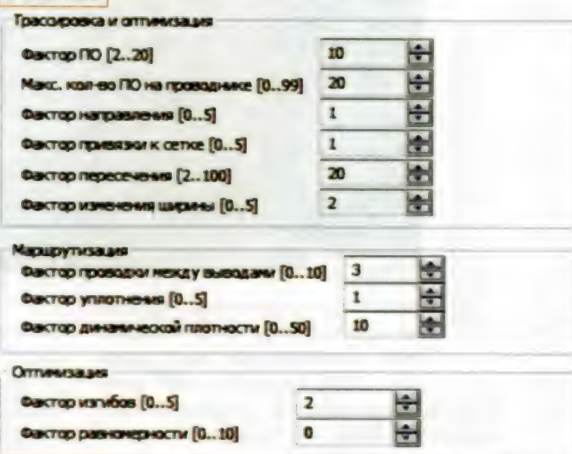 Трассировка и оптимизация
Фактор ПО [2..20] 10
Макс. кол-во ПО на проводнике [0..99] 20
Фактор направления [0..5] 1
Фактор привязки к сетке [0..5] 1
Фактор пересечения [2..100] 20
Фактор изменения ширины [0..5] 2
Маршрутизация
Фактор проводки между выводами [0..10] 3
Фактор уплотнения [0..5] 1
Фактор динамической плотности [0..50] 10
Оптимизация
Фактор изгибов [0..5] 2
Фактор равномерности [0..10] 0